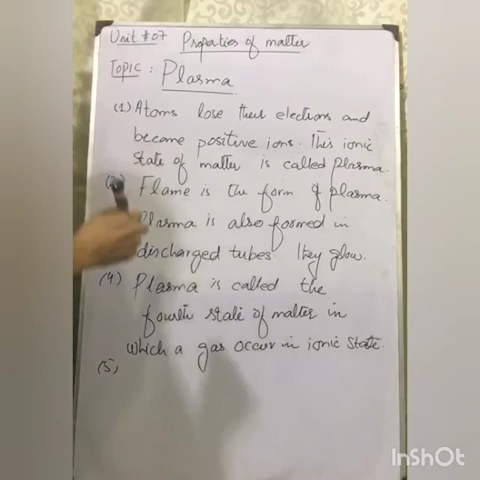 Unit #07 Properties of matter
Topic : Plasma
(1) Atoms lose their electrons and
become positive ions. This ionic
state of matter is called plasma.
Flame is the form of plasma.
Plasma is also formed in
discharged tubes. They glow.
(4) Plasma is called the
fourth state of matter in
which a gas occur in ionic state.
(5)
InShOt